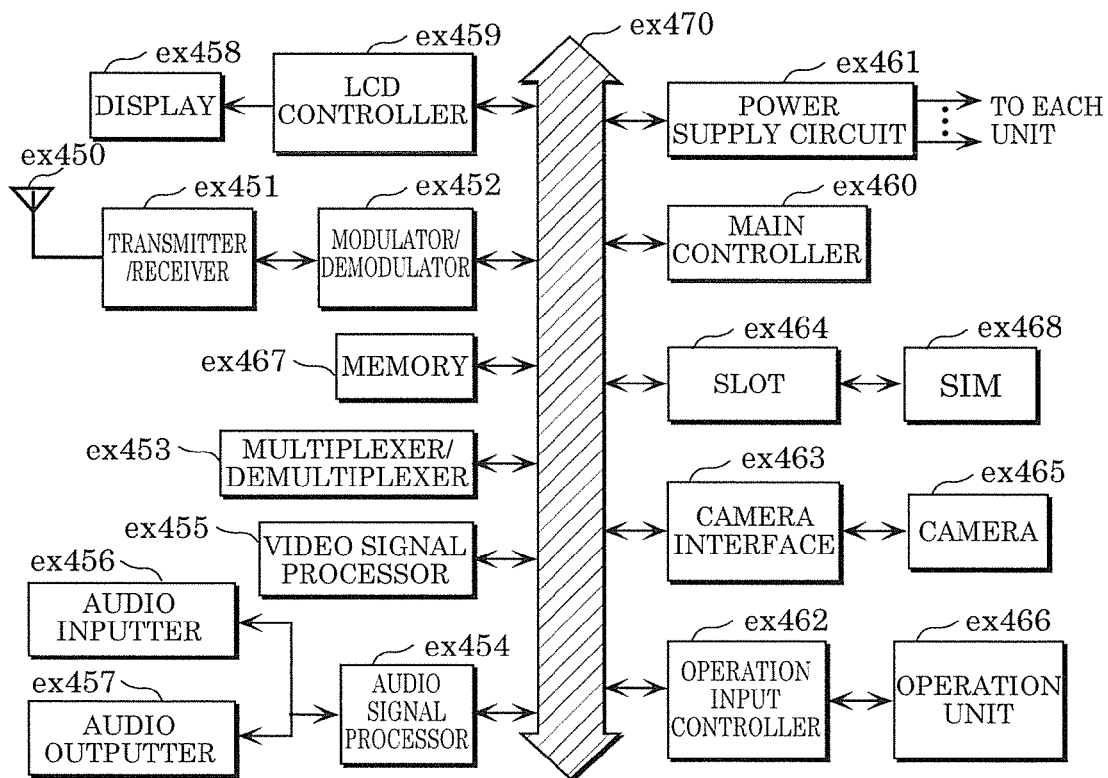 ex470
ex459
ex458
LCD
CONTROLLER
DISPLAY
ex461
POWER
SUPPLY CIRCUIT
TO EACH
UNIT
ex450
ex451
TRANSMITTER
/RECEIVER
ex452
MODULATOR/
DEMODULATOR
ex460
MAIN
CONTROLLER
ex467
MEMORY
ex464
SLOT
ex468
SIM
ex453
MULTIPLEXER/
DEMULTIPLEXER
ex463
CAMERA
INTERFACE
ex465
CAMERA
ex455
VIDEO SIGNAL
PROCESSOR
ex456
AUDIO
INPUTTER
ex454
AUDIO
SIGNAL
PROCESSOR
ex457
AUDIO
OUTPUTTER
ex462
OPERATION
INPUT
CONTROLLER
ex466
OPERATION
UNIT